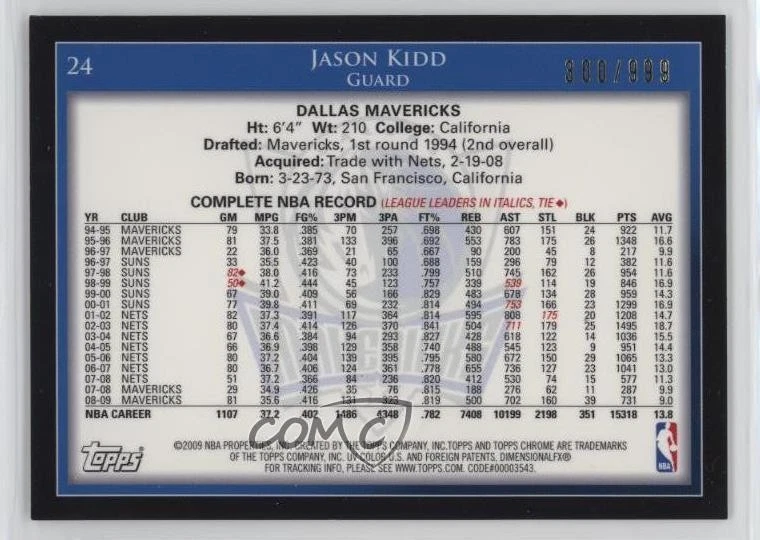 24 JASON KIDD 300/999
GUARD
DALLAS MAVERICKS
Ht: 6'4" Wt: 210 College: California
Drafted: Mavericks, 1st round 1994 (2nd overall)
Acquired: Trade with Nets, 2-19-08
Born: 3-23-73, San Francisco, California
COMPLETE NBA RECORD (LEAGUE LEADERS IN ITALICS, TIE◆)
YR CLUB GM MPG FG% 3PM 3PA FT% REB AST STL BLK PTS AVG
94-95 MAVERICKS 79 33.8 .385 70 257 .698 430 607 151 24 922 11.7
95-96 MAVERICKS 81 37.5 .381 133 396 .692 553 783 175 26 1348 16.6
96-97 MAVERICKS 22 36.0 .369 21 65 .667 90 200 45 8 217 9.9
96-97 SUNS 33 35.5 .423 40 100 .688 159 296 79 12 382 11.6
97-98 SUNS 82◆ 38.0 .416 73 233 .799 510 745 162 26 954 11.6
98-99 SUNS 50◆ 41.2 .444 45 123 .757 339 539 114 19 846 16.9
99-00 SUNS 67 39.0 .409 56 166 .829 483 678 134 28 959 14.3
00-01 SUNS 77 39.8 .411 69 232 .814 494 753 166 23 1299 16.9
01-02 NETS 82 37.3 .391 117 364 .814 595 808 175 20 1208 14.7
02-03 NETS 80 37.4 .414 126 370 .841 504 711 179 25 1495 18.7
03-04 NETS 67 36.6 .384 94 293 .827 428 618 122 14 1036 15.5
04-05 NETS 66 36.9 .398 129 358 .740 488 545 123 9 951 14.4
05-06 NETS 80 37.2 .404 139 395 .795 580 672 150 29 1065 13.3
06-07 NETS 80 36.7 .406 124 361 .778 655 736 127 23 1041 13.0
07-08 NETS 51 37.2 .366 84 236 .820 412 530 74 15 577 11.3
07-08 MAVERICKS 29 34.9 .426 35 76 .815 188 276 62 11 287 9.9
08-09 MAVERICKS 81 35.6 .416 131 323 .819 500 702 160 39 731 9.0
NBA CAREER 1107 37.2 .402 1486 4348 .782 7408 10199 2198 351 15318 13.8
©2009 NBA PROPERTIES, INC. CREATED BY THE TOPPS COMPANY, INC. TOPPS AND TOPPS CHROME ARE TRADEMARKS
OF THE TOPPS COMPANY, INC. UV COLOR U.S. AND FOREIGN PATENTS. DIMENSIONALFX®
FOR TRACKING INFO, PLEASE SEE WWW.TOPPS.COM. CODE#00003543.
Topps
NBA
COMC